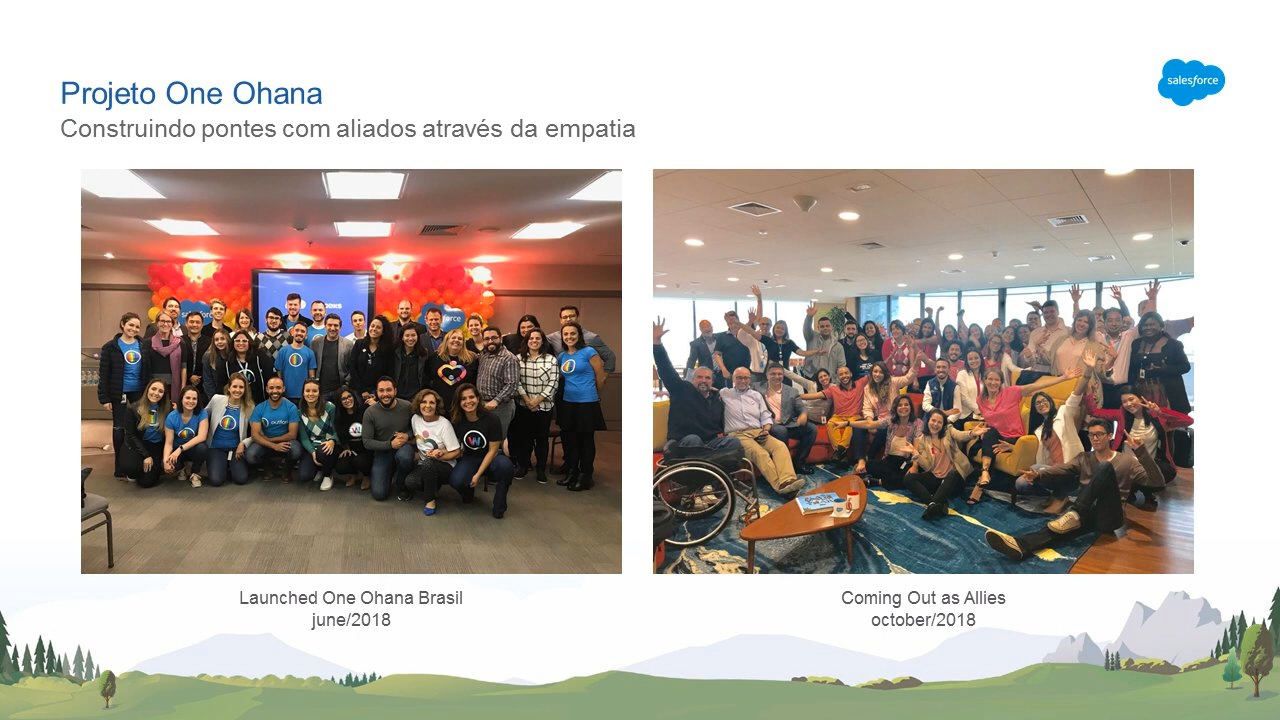 Projeto One Ohana
salesforce
Construindo pontes com aliados através da empatia
Launched One Ohana Brasil
june/2018
Coming Out as Allies
october/2018